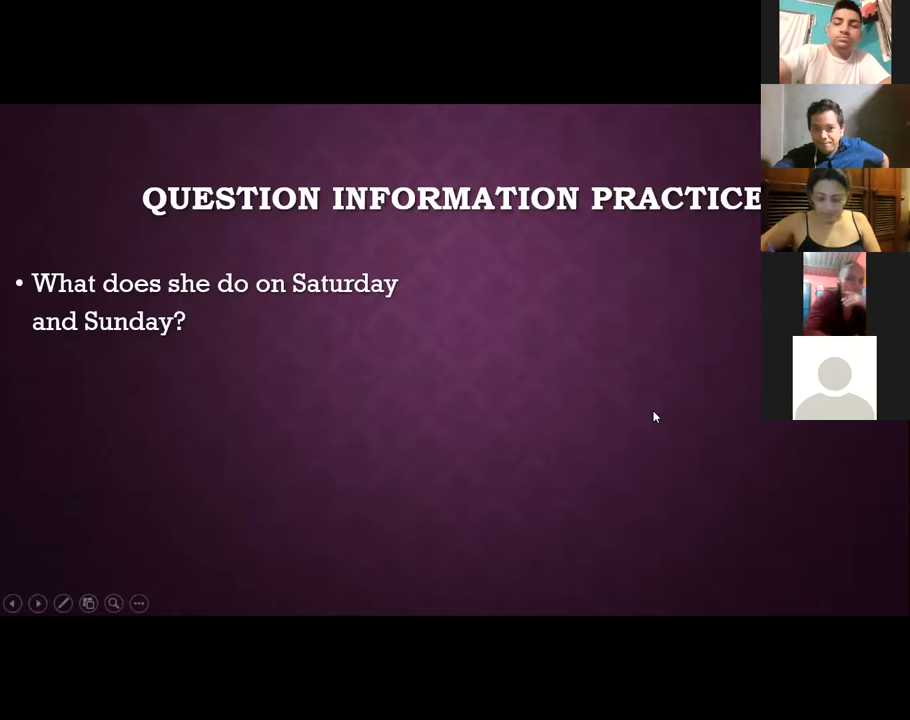 QUESTION INFORMATION PRACTICE
• What does she do on Saturday
and Sunday?